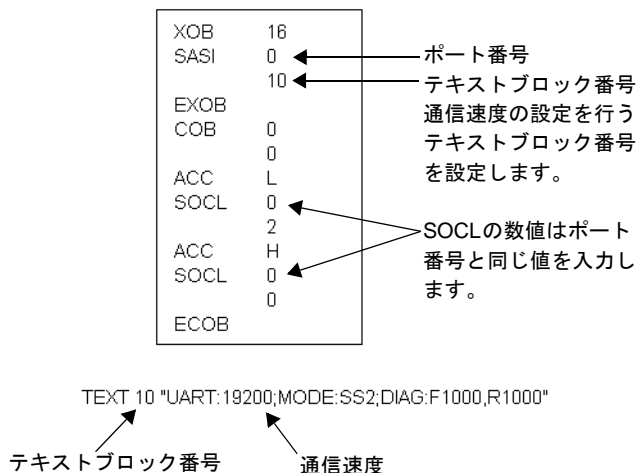 XOB 16
SASI 0
10
EXOB
COB 0
0
ACC L
SOCL 0
2
ACC H
SOCL 0
0
ECOB
ポート番号
テキストブロック番号
通信速度の設定を行う
テキストブロック番号
を設定します。
SOCLの数値はポート
番号と同じ値を入力し
ます。
TEXT 10 "UART:19200;MODE:SS2;DIAG:F1000,R1000"
テキストブロック番号
通信速度